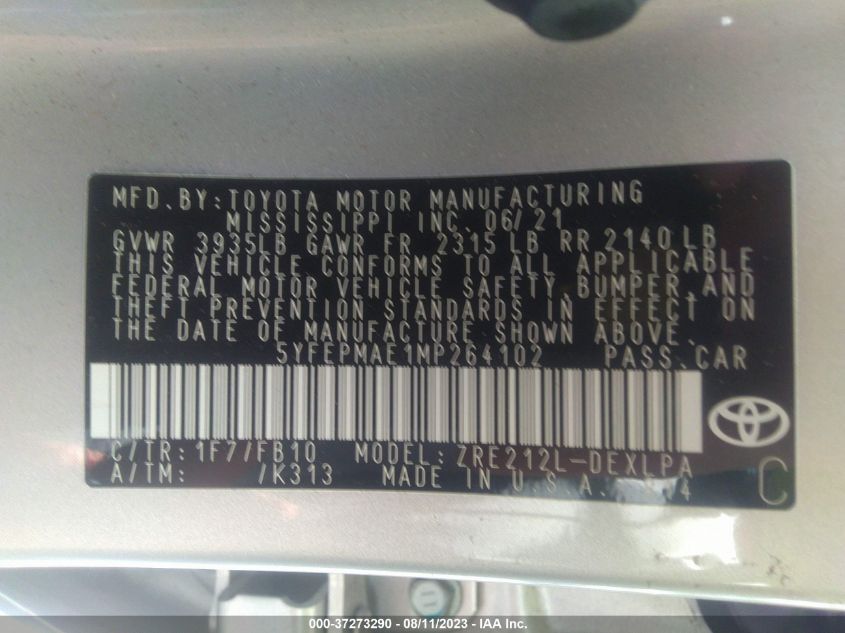 MFD. BY: TOYOTA MOTOR MANUFACTURING
MISSISSIPPI INC. 06/21
GVWR 3935LB GAWR FR 2315 LB RR 2140 LB
THIS VEHICLE CONFORMS TO ALL APPLICABLE
FEDERAL MOTOR VEHICLE SAFETY, BUMPER, AND
THEFT PREVENTION STANDARDS IN EFFECT ON
THE DATE OF MANUFACTURE SHOWN ABOVE.
5YFEPMAE1MP264102 PASS. CAR
C/TR: 1F7/FB10 MODEL: ZRE212L-DEXLPA
A/TM: /K313 MADE IN U.S.A.
C
000-37273290 - 08/11/2023 - IAA Inc.